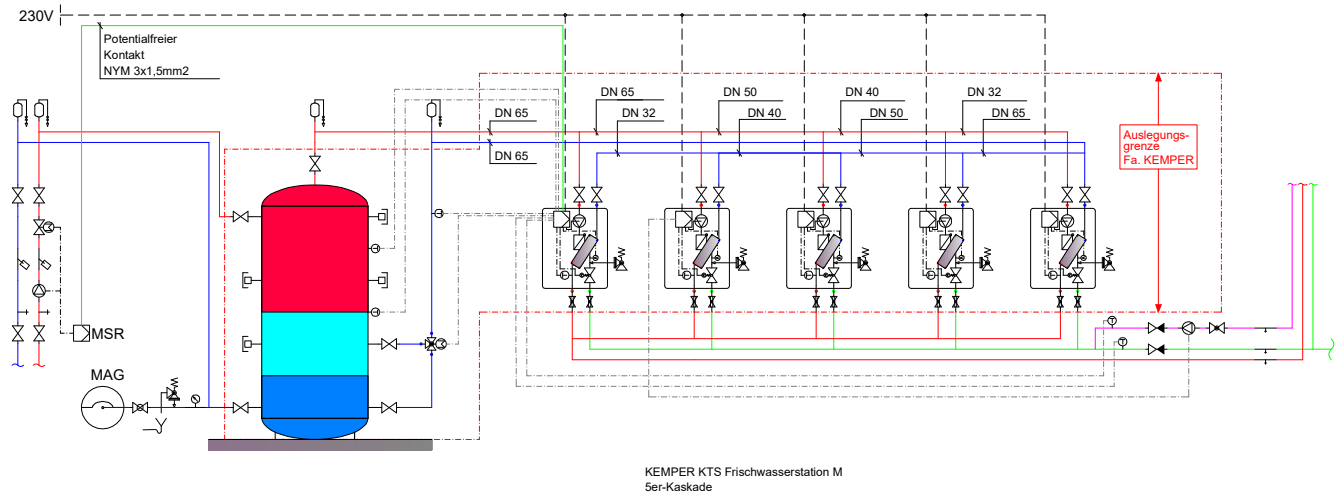 230V
Potentialfreier
Kontakt
NYM 3x1,5mm2
DN 65
DN 50
DN 40
DN 32
DN 65
DN 32
DN 40
DN 50
DN 65
DN 65
Auslegungs-
grenze
Fa. KEMPER
MSR
MAG
T
T
KEMPER KTS Frischwasserstation M
5er-Kaskade